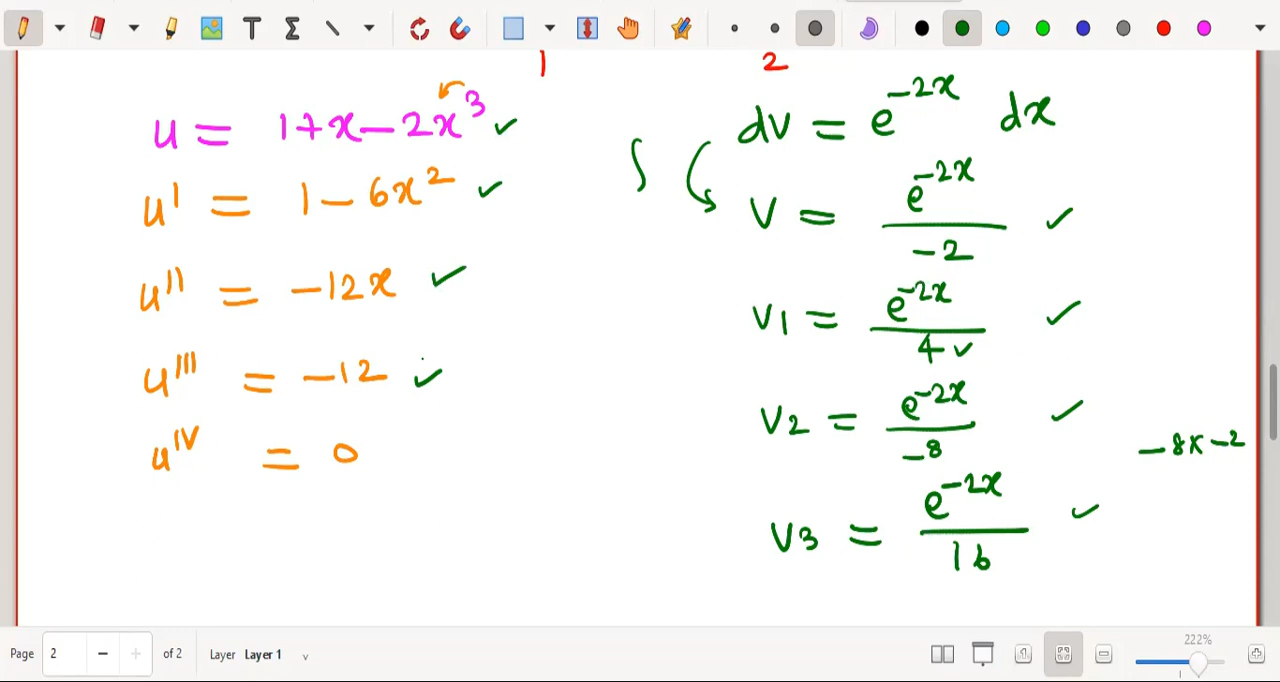 T Σ
1 2
u = 1+x-2x³ ✓
u' = 1-6x² ✓
u'' = -12x ✓
u''' = -12 ✓
u^IV = 0
∫ dv = e^-2x dx
v = e^-2x / -2 ✓
v1 = e^-2x / 4 ✓ ✓
v2 = e^-2x / -8 ✓
-8x-2
v3 = e^-2x / 16 ✓
Page 2 of 2 Layer Layer 1 222%